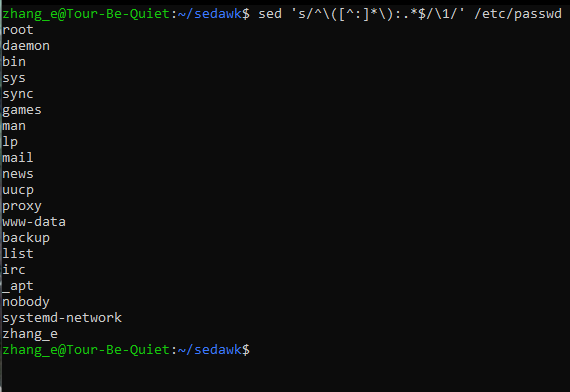 zhang_e@Tour-Be-Quiet:~/sedawk$ sed 's/^\([^:]*\):.*$/\1/' /etc/passwd
root
daemon
bin
sys
sync
games
man
lp
mail
news
uucp
proxy
www-data
backup
list
irc
_apt
nobody
systemd-network
zhang_e
zhang_e@Tour-Be-Quiet:~/sedawk$